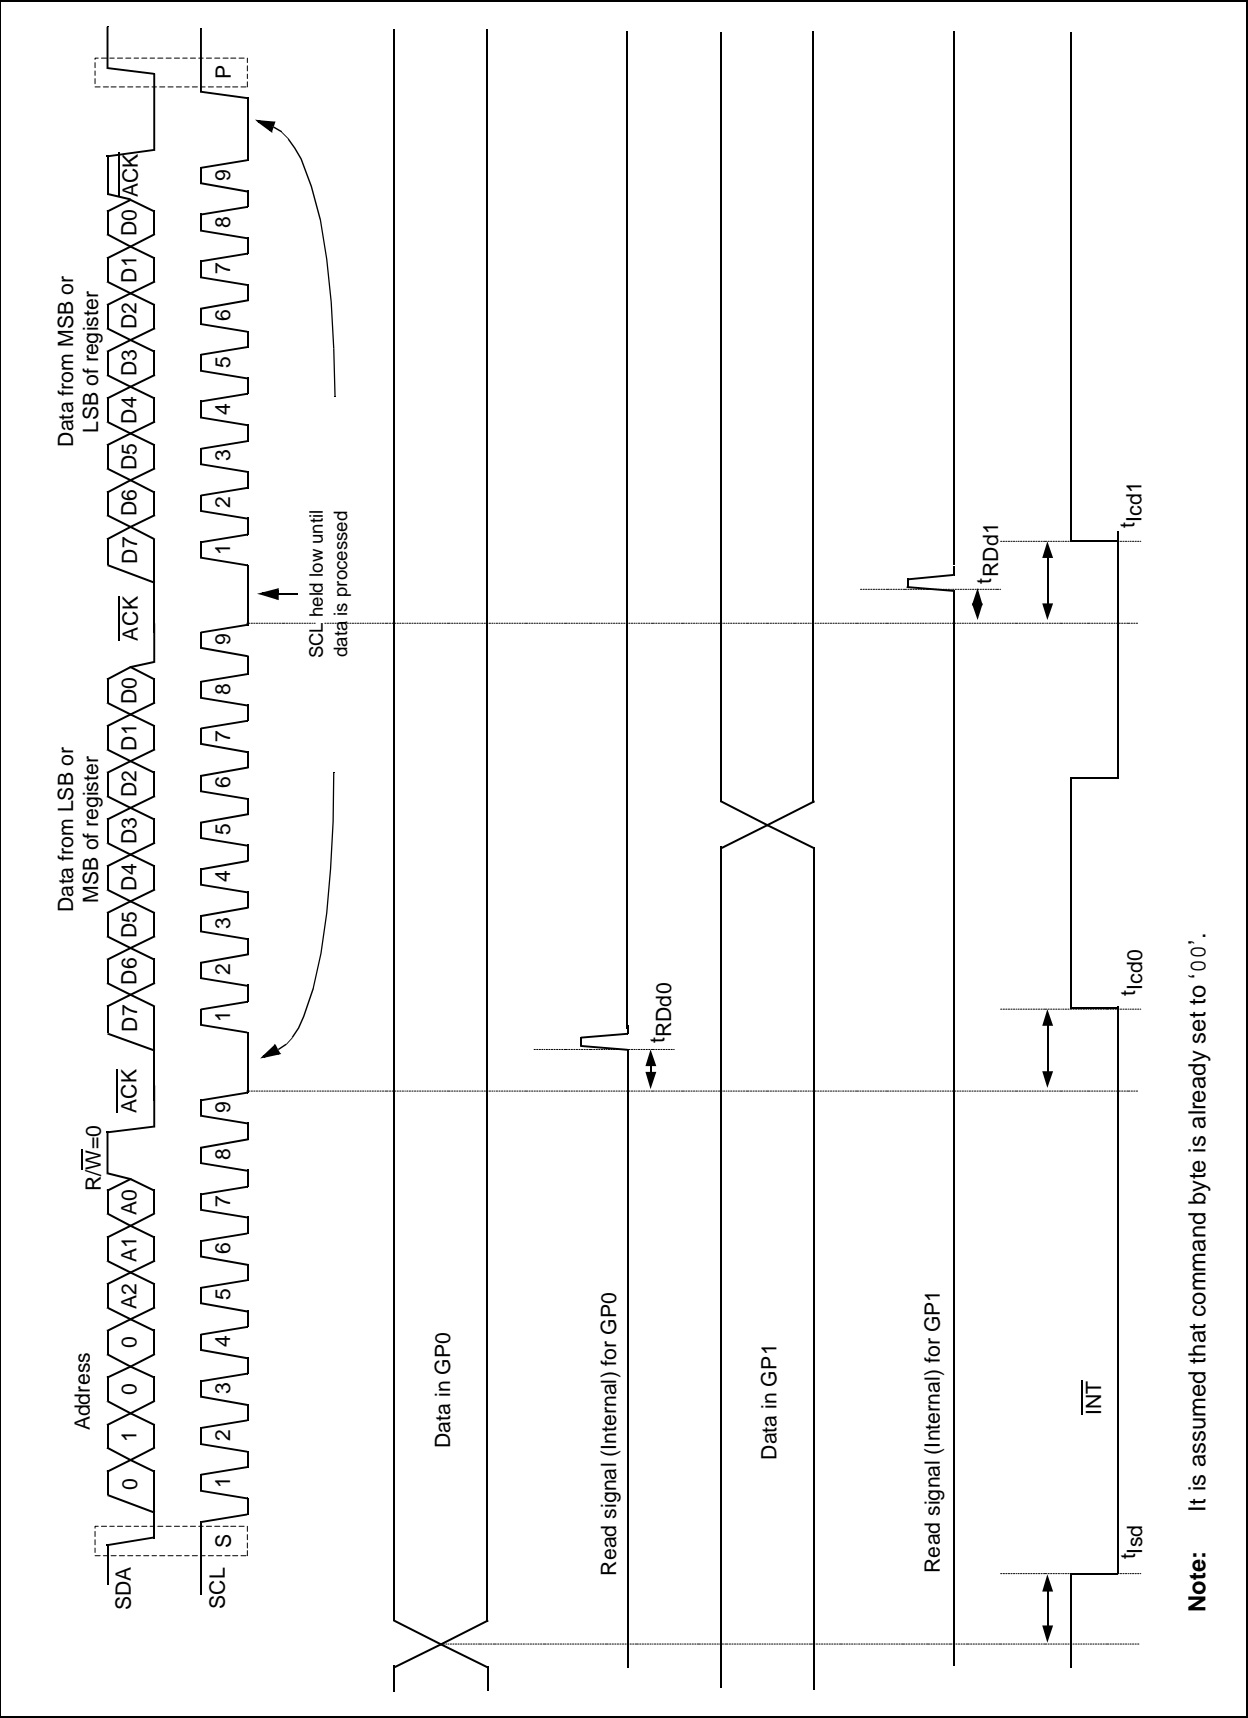 Address
R/W=0
Data from LSB or
MSB of register
Data from MSB or
LSB of register
SDA
0 1 0 0 0 A2 A1 A0 ACK D7 D6 D5 D4 D3 D2 D1 D0 ACK D7 D6 D5 D4 D3 D2 D1 D0 ACK
SCL
S 1 2 3 4 5 6 7 8 9 1 2 3 4 5 6 7 8 9 1 2 3 4 5 6 7 8 9 P
SCL held low until
data is processed
Data in GP0
Read signal (Internal) for GP0
tRDd0
Data in GP1
Read signal (Internal) for GP1
tRDd1
INT
tIsd
tIcd0
tIcd1
Note: It is assumed that command byte is already set to ‘00’.